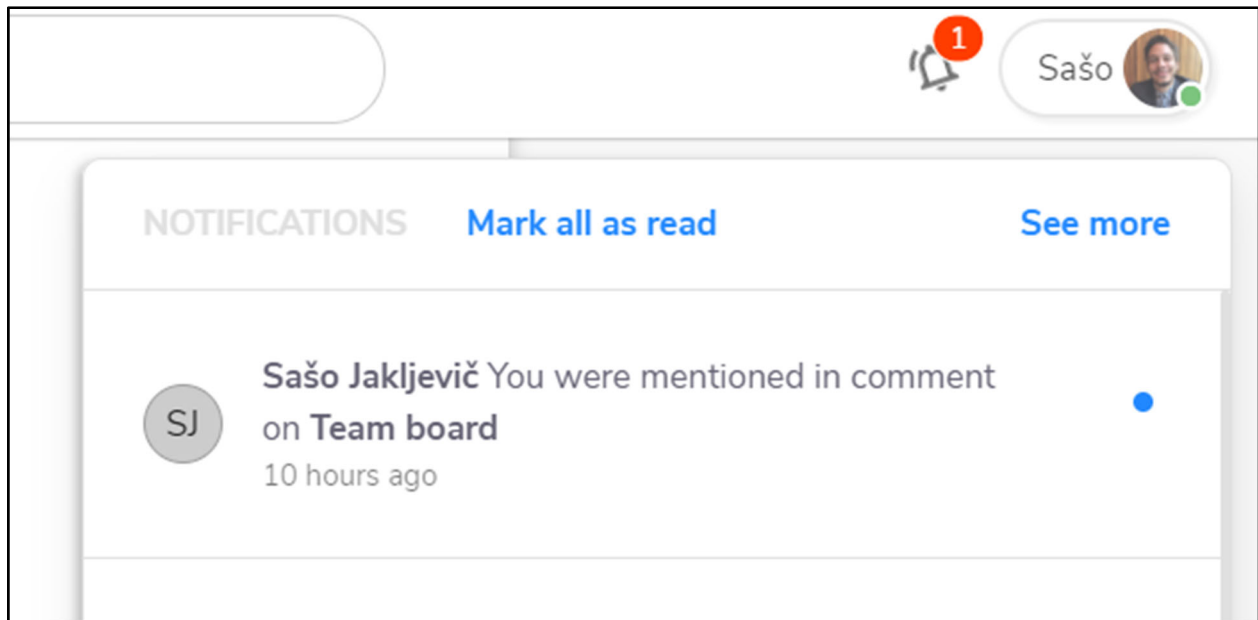 1
Sašo
NOTIFICATIONS Mark all as read See more
SJ
Sašo Jakljevič You were mentioned in comment
on Team board
10 hours ago